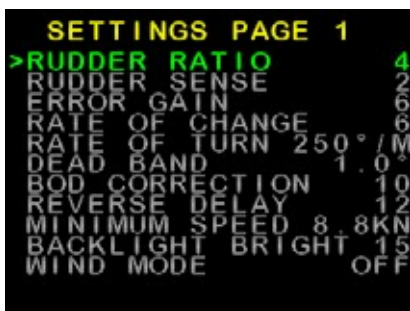 SETTINGS PAGE 1
>RUDDER RATIO 4
RUDDER SENSE 2
ERROR GAIN 6
RATE OF CHANGE 6
RATE OF TURN 250°/M
DEAD BAND 1.0°
BOD CORRECTION 10
REVERSE DELAY 12
MINIMUM SPEED 8.8KN
BACKLIGHT BRIGHT 15
WIND MODE OFF